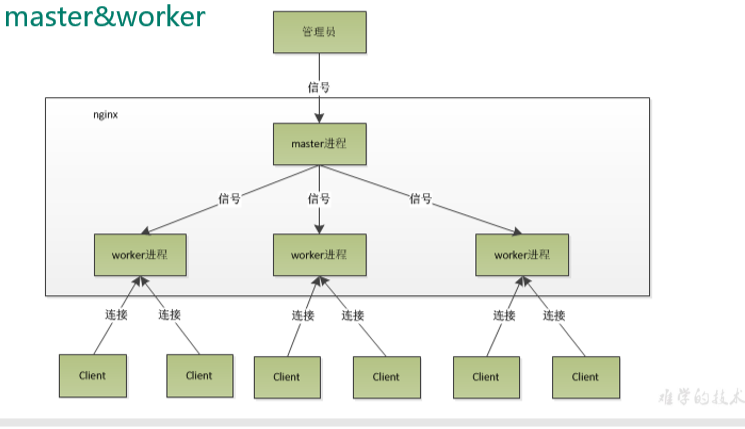 master&worker
管理员
信号
nginx
master进程
信号
信号
信号
worker进程
worker进程
worker进程
连接
连接
连接
连接
连接
连接
Client
Client
Client
Client
Client
Client
难学的技术